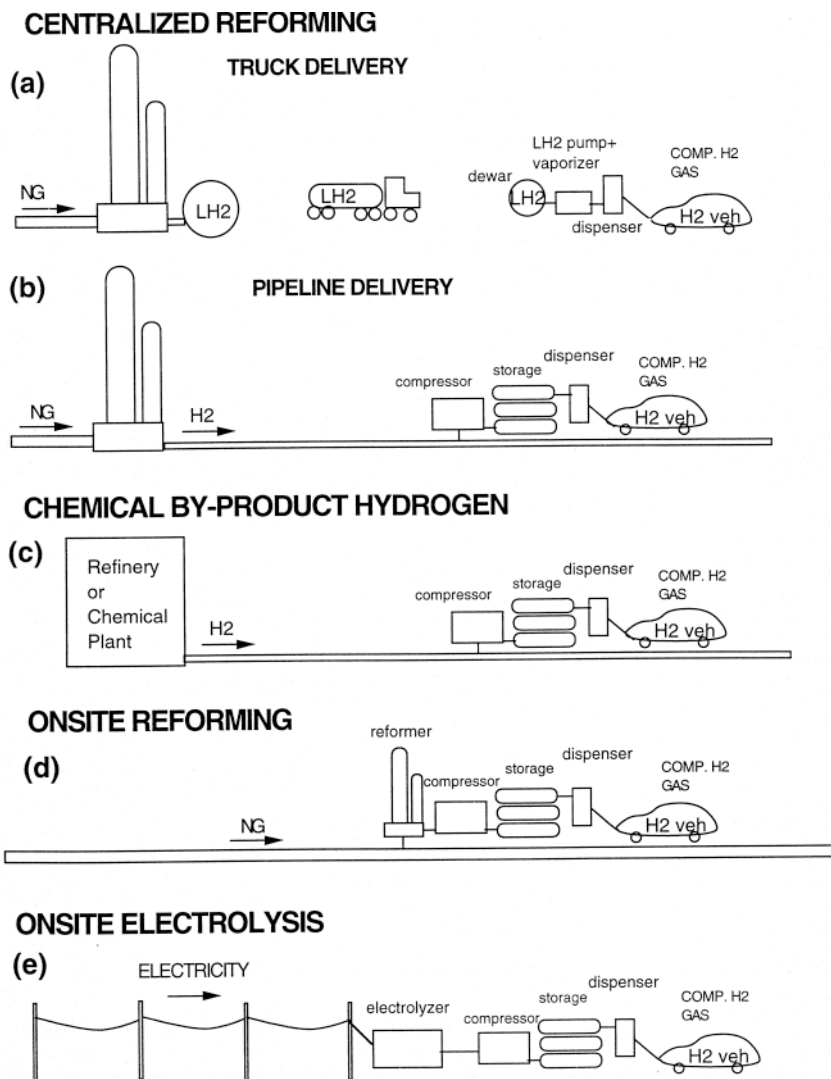 CENTRALIZED REFORMING
(a)
TRUCK DELIVERY
NG
LH2
LH2
dewar
LH2
LH2 pump+
vaporizer
dispenser
COMP. H2
GAS
H2 veh
(b)
PIPELINE DELIVERY
NG
H2
compressor
storage
dispenser
COMP. H2
GAS
H2 veh
CHEMICAL BY-PRODUCT HYDROGEN
(c)
Refinery
or
Chemical
Plant
H2
compressor
storage
dispenser
COMP. H2
GAS
H2 veh
ONSITE REFORMING
(d)
NG
reformer
compressor
storage
dispenser
COMP. H2
GAS
H2 veh
ONSITE ELECTROLYSIS
(e)
ELECTRICITY
electrolyzer
compressor
storage
dispenser
COMP. H2
GAS
H2 veh